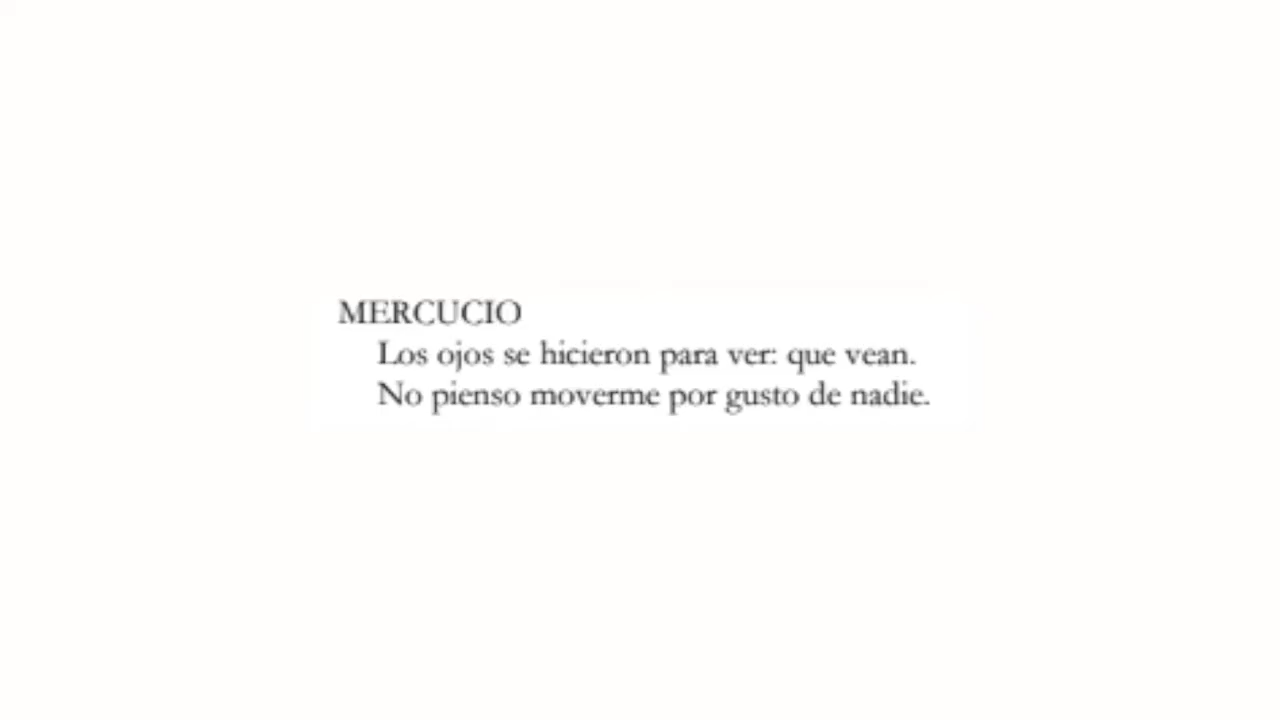 MERCUCIO
Los ojos se hicieron para ver: que vean.
No pienso moverme por gusto de nadie.